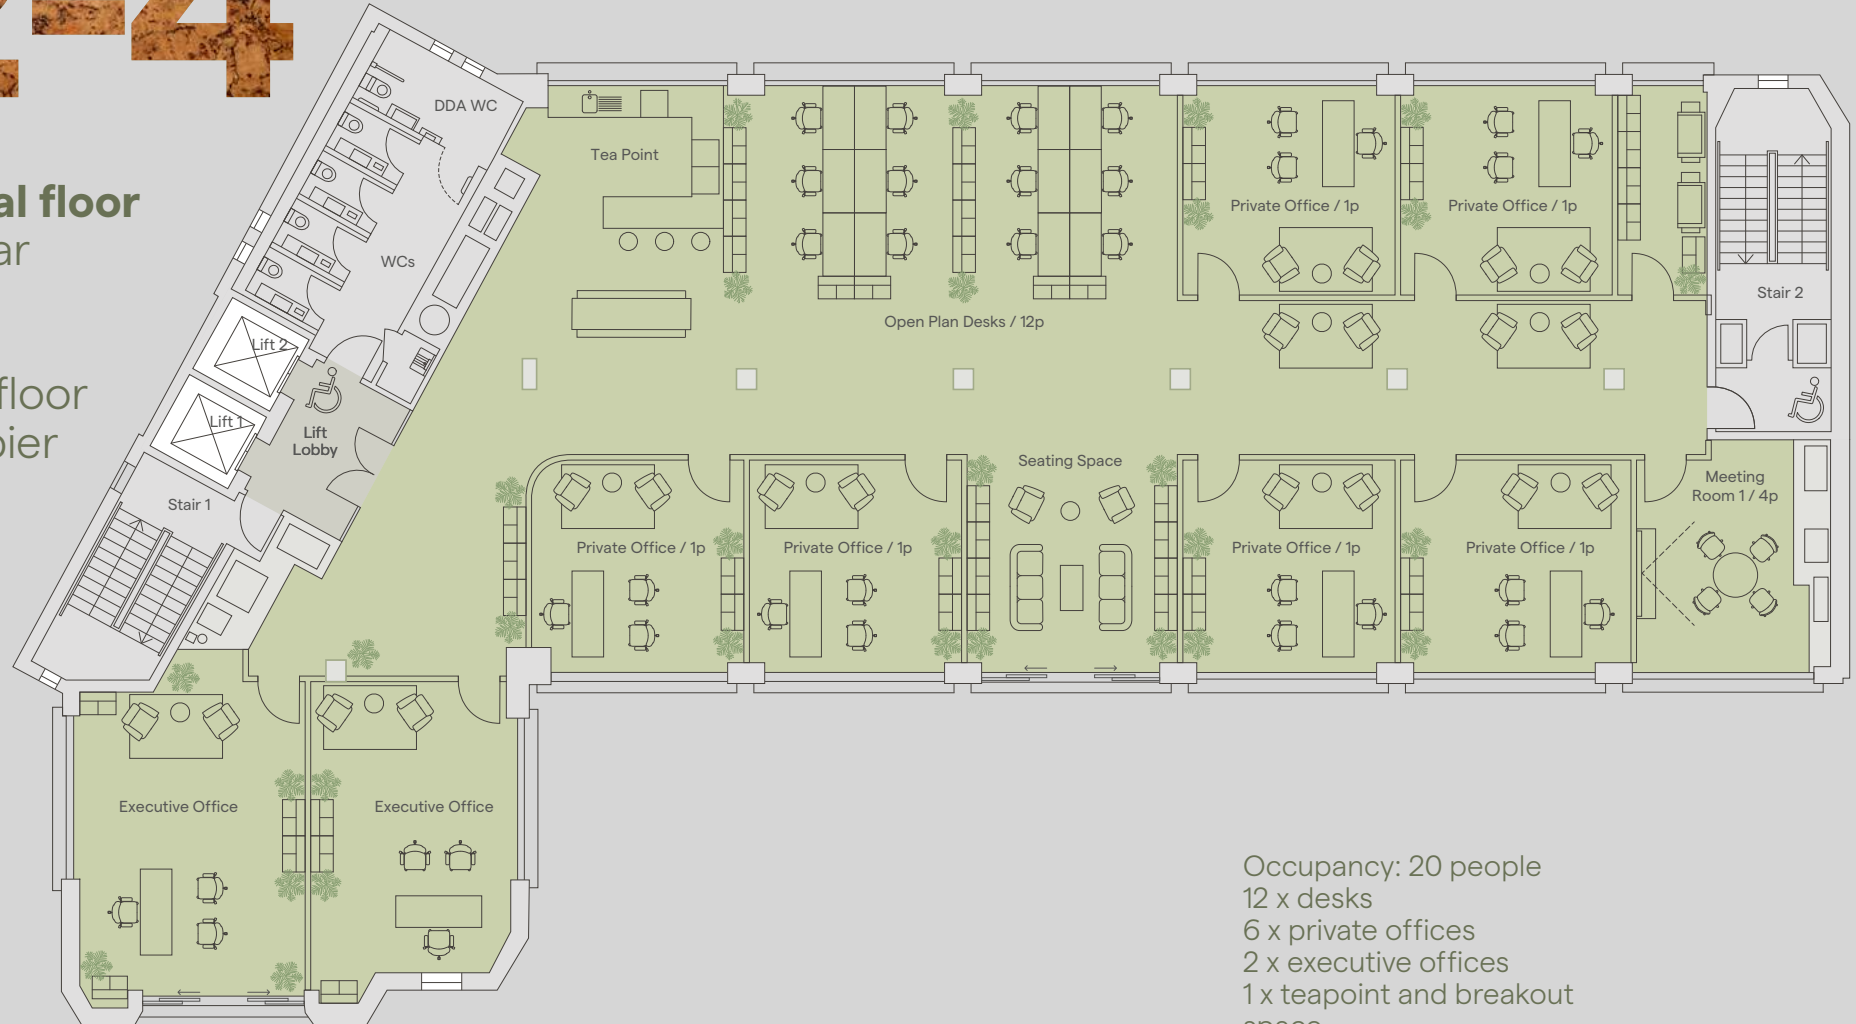 -4
al floor
ar
floor
pier
DDA WC
Tea Point
WCs
Private Office / 1p
Private Office / 1p
Stair 2
Open Plan Desks / 12p
Lift 2
Lift 1
Lift
Lobby
Stair 1
Seating Space
Meeting
Room 1 / 4p
Private Office / 1p
Private Office / 1p
Private Office / 1p
Private Office / 1p
Executive Office
Executive Office
Occupancy: 20 people
12 x desks
6 x private offices
2 x executive offices
1 x teapoint and breakout
space